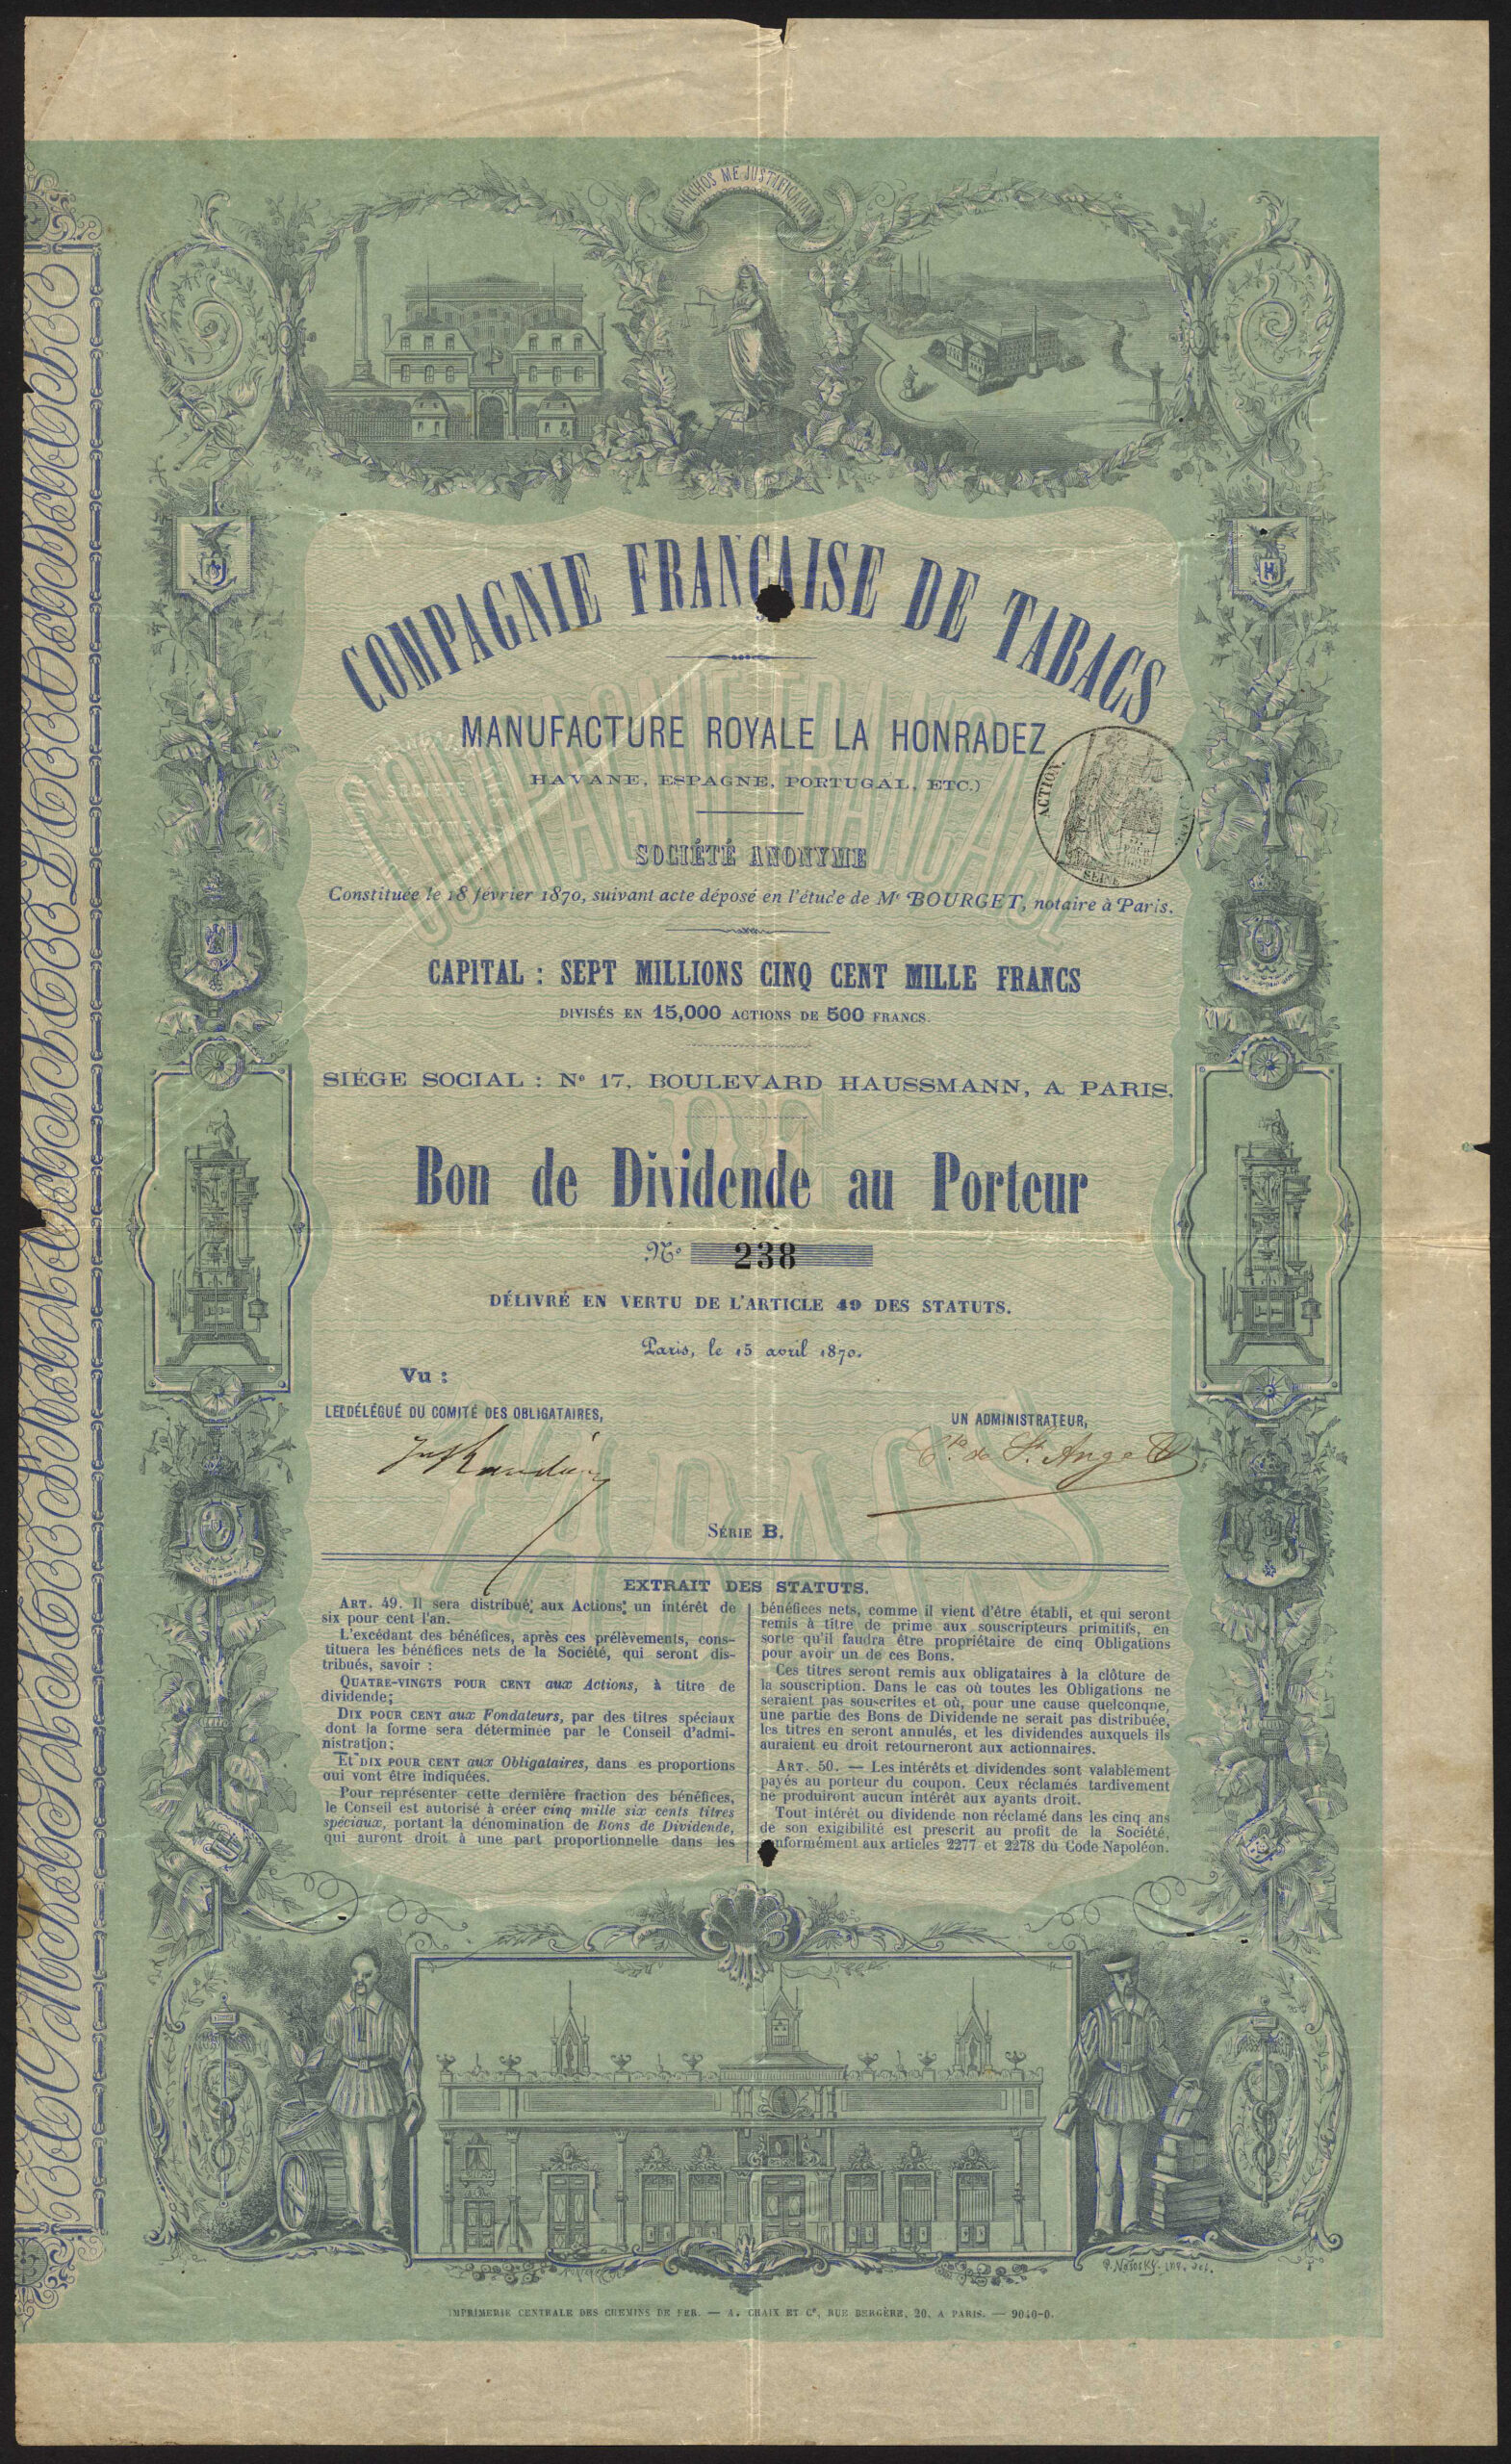 HECHOS ME JUSTIFICARAN
COMPAGNIE FRANÇAISE DE TABACS
MANUFACTURE ROYALE LA HONRADEZ
HAVANE, ESPAGNE, PORTUGAL, ETC.)
ACTION
SEINE
SOCIÉTÉ ANONYME
Constituée le 18 février 1870, suivant acte déposé en l'étude de Me BOURGET, notaire à Paris.
CAPITAL : SEPT MILLIONS CINQ CENT MILLE FRANCS
DIVISÉS EN 15,000 ACTIONS DE 500 FRANCS.
SIÉGE SOCIAL : No 17, BOULEVARD HAUSSMANN, A PARIS.
Bon de Dividende au Porteur
No 238
DÉLIVRÉ EN VERTU DE L'ARTICLE 49 DES STATUTS.
Paris, le 15 avril 1870.
Vu :
LE DÉLÉGUÉ DU COMITÉ DES OBLIGATAIRES,
UN ADMINISTRATEUR,
Cte de St Ange
SÉRIE B.
EXTRAIT DES STATUTS.
ART. 49. Il sera distribué, aux Actions, un intérêt de
six pour cent l'an.
L'excédant des bénéfices, après ces prélèvements, cons-
tituera les bénéfices nets de la Société, qui seront dis-
tribués, savoir :
QUATRE-VINGTS POUR CENT aux Actions, à titre de
dividende;
DIX POUR CENT aux Fondateurs, par des titres spéciaux
dont la forme sera déterminée par le Conseil d'admi-
nistration;
Et DIX POUR CENT aux Obligataires, dans es proportions
qui vont être indiquées.
Pour représenter cette dernière fraction des bénéfices,
le Conseil est autorisé à créer cinq mille six cents titres
spéciaux, portant la dénomination de Bons de Dividende,
qui auront droit à une part proportionnelle dans les
bénéfices nets, comme il vient d'être établi, et qui seront
remis à titre de prime aux souscripteurs primitifs, en
sorte qu'il faudra être propriétaire de cinq Obligations
pour avoir un de ces Bons.
Ces titres seront remis aux obligataires à la clôture de
la souscription. Dans le cas où toutes les Obligations ne
seraient pas souscrites et où, pour une cause quelconque,
une partie des Bons de Dividende ne serait pas distribuée,
les titres en seront annulés, et les dividendes auxquels ils
auraient eu droit retourneront aux actionnaires.
ART. 50. — Les intérêts et dividendes sont valablement
payés au porteur du coupon. Ceux réclamés tardivement
ne produiront aucun intérêt aux ayants droit.
Tout intérêt ou dividende non réclamé dans les cinq ans
de son exigibilité est prescrit au profit de la Société,
conformément aux articles 2277 et 2278 du Code Napoléon.
IMPRIMERIE CENTRALE DES CHEMINS DE FER. — A. CHAIX ET Ce, RUE BERGÈRE, 20, A PARIS. — 9040-0.